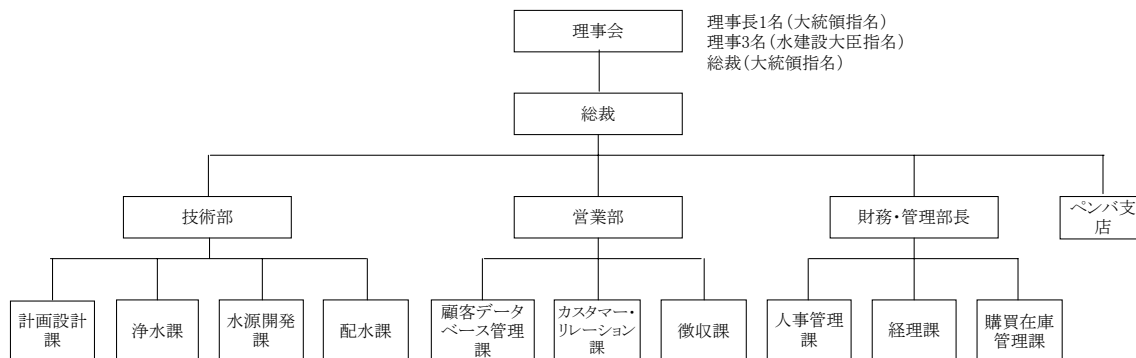 理事会
理事長1名(大統領指名)
理事3名(水建設大臣指名)
総裁(大統領指名)
総裁
技術部
営業部
財務・管理部長
ペンバ支
店
計画設計
課
浄水課
水源開発
課
配水課
顧客データ
ベース管理
課
カスタマー・
リレーション
課
徴収課
人事管理
課
経理課
購買在庫
管理課